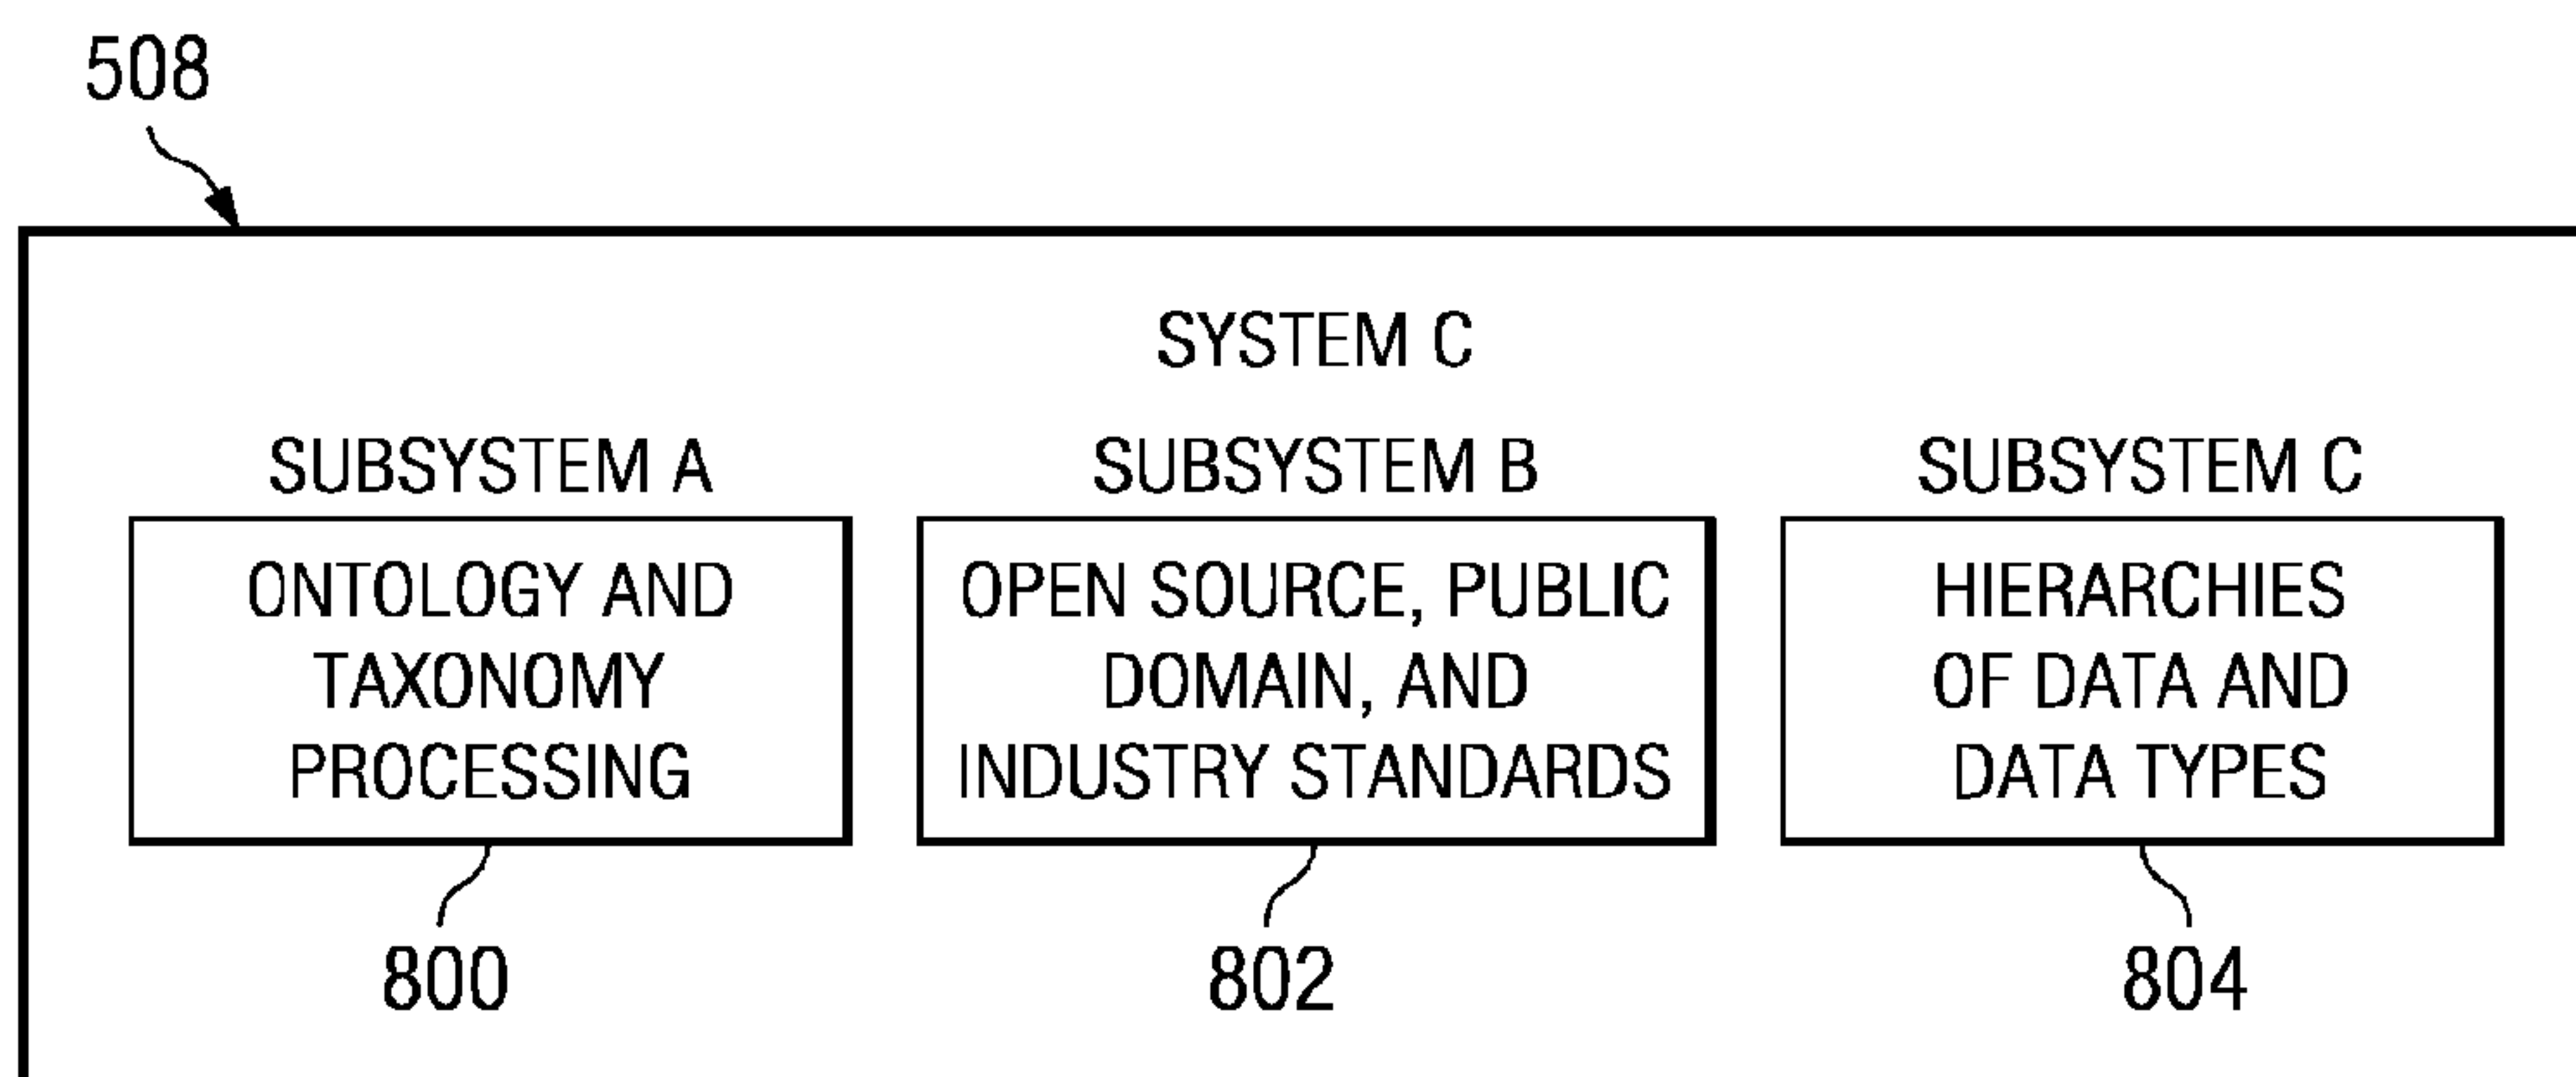 508
SYSTEM C
SUBSYSTEM A
ONTOLOGY AND
TAXONOMY
PROCESSING
800
SUBSYSTEM B
OPEN SOURCE, PUBLIC
DOMAIN, AND
INDUSTRY STANDARDS
802
SUBSYSTEM C
HIERARCHIES
OF DATA AND
DATA TYPES
804